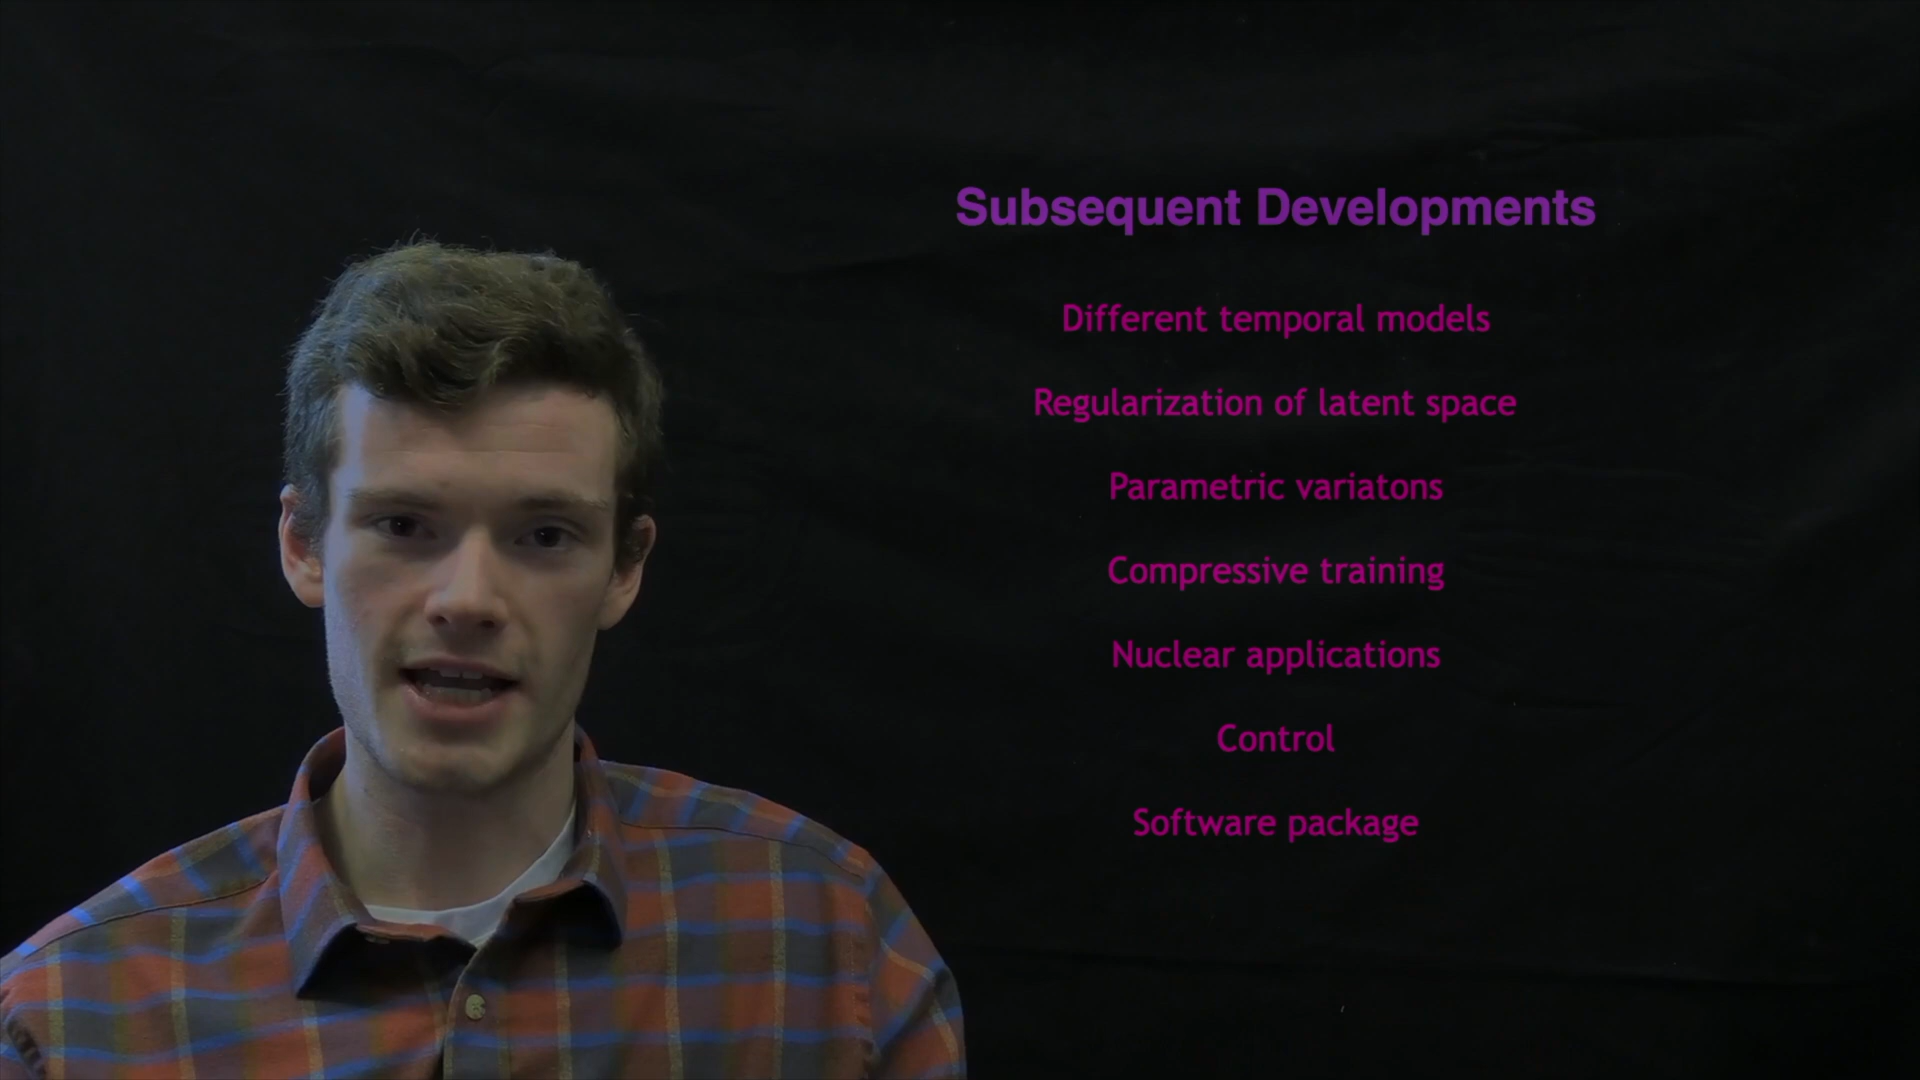 Subsequent Developments
Different temporal models
Regularization of latent space
Parametric variatons
Compressive training
Nuclear applications
Control
Software package